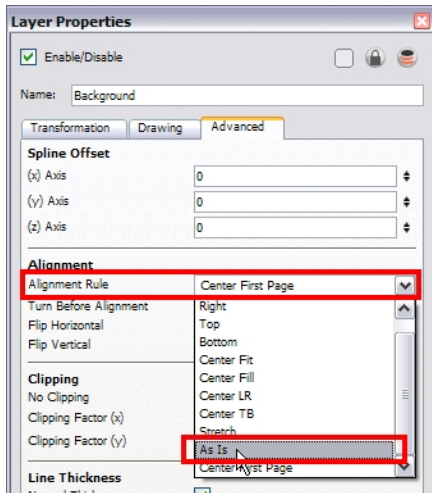 Layer Properties
Enable/Disable
Name: Background
Transformation Drawing Advanced
Spline Offset
(x) Axis 0
(y) Axis 0
(z) Axis 0
Alignment
Alignment Rule Center First Page
Turn Before Alignment Right
Flip Horizontal Top
Flip Vertical Bottom
Center Fit
Clipping Center Fill
No Clipping Center LR
Clipping Factor (x) Center TB
Stretch
Clipping Factor (y) As Is
Center First Page
Line Thickness